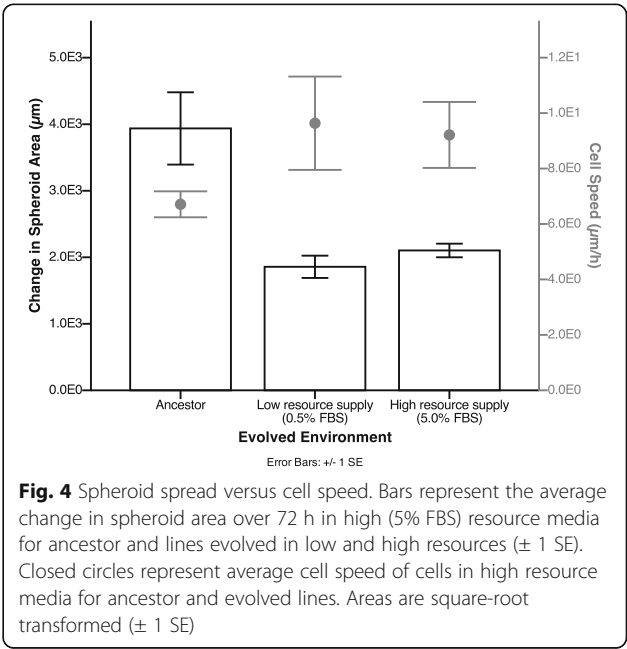 5.0E3
4.0E3
3.0E3
2.0E3
1.0E3
0.0E0
Change in Spheroid Area (μm)
1.2E1
1.0E1
8.0E0
6.0E0
4.0E0
2.0E0
0.0E0
Cell Speed (μm/h)
Ancestor
Low resource supply
(0.5% FBS)
High resource supply
(5.0% FBS)
Evolved Environment
Error Bars: +/- 1 SE
Fig. 4 Spheroid spread versus cell speed. Bars represent the average
change in spheroid area over 72 h in high (5% FBS) resource media
for ancestor and lines evolved in low and high resources (± 1 SE).
Closed circles represent average cell speed of cells in high resource
media for ancestor and evolved lines. Areas are square-root
transformed (± 1 SE)